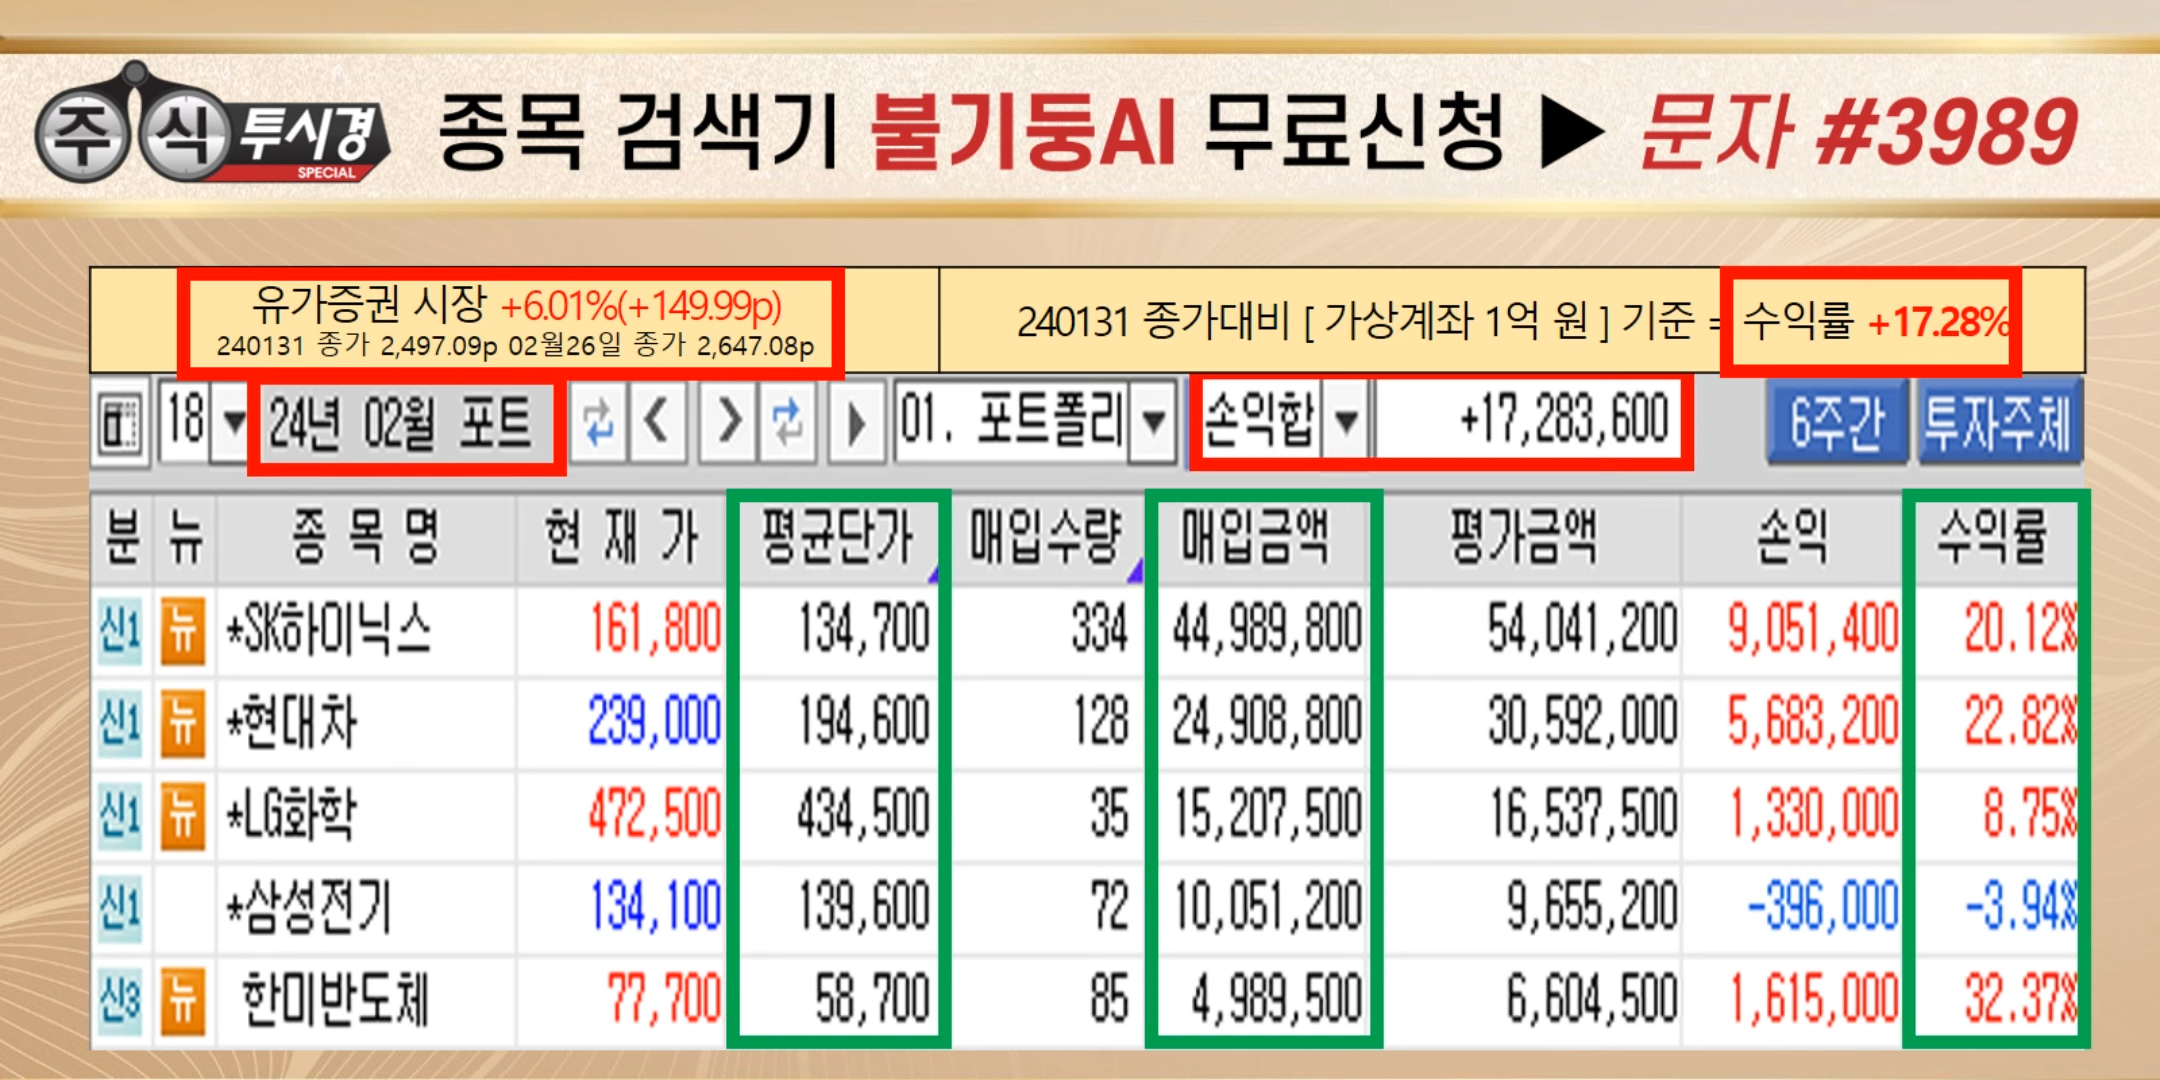 주식투시경 SPECIAL
종목 검색기 불기둥AI 무료신청 ▶ 문자 #3989
유가증권 시장 +6.01%(+149.99p)
240131 종가 2,497.09p 02월26일 종가 2,647.08p
240131 종가대비 [ 가상계좌 1억 원 ] 기준 = 수익률 +17.28%
18 24년 02월 포트 01. 포트폴리 손익합 +17,283,600 6주간 투자주체
분 뉴 종목명 현재가 평균단가 매입수량 매입금액 평가금액 손익 수익률
신1 뉴 *SK하이닉스 161,800 134,700 334 44,989,800 54,041,200 9,051,400 20.12%
신1 뉴 *현대차 239,000 194,600 128 24,908,800 30,592,000 5,683,200 22.82%
신1 뉴 *LG화학 472,500 434,500 35 15,207,500 16,537,500 1,330,000 8.75%
신1 *삼성전기 134,100 139,600 72 10,051,200 9,655,200 -396,000 -3.94%
신3 뉴 한미반도체 77,700 58,700 85 4,989,500 6,604,500 1,615,000 32.37%